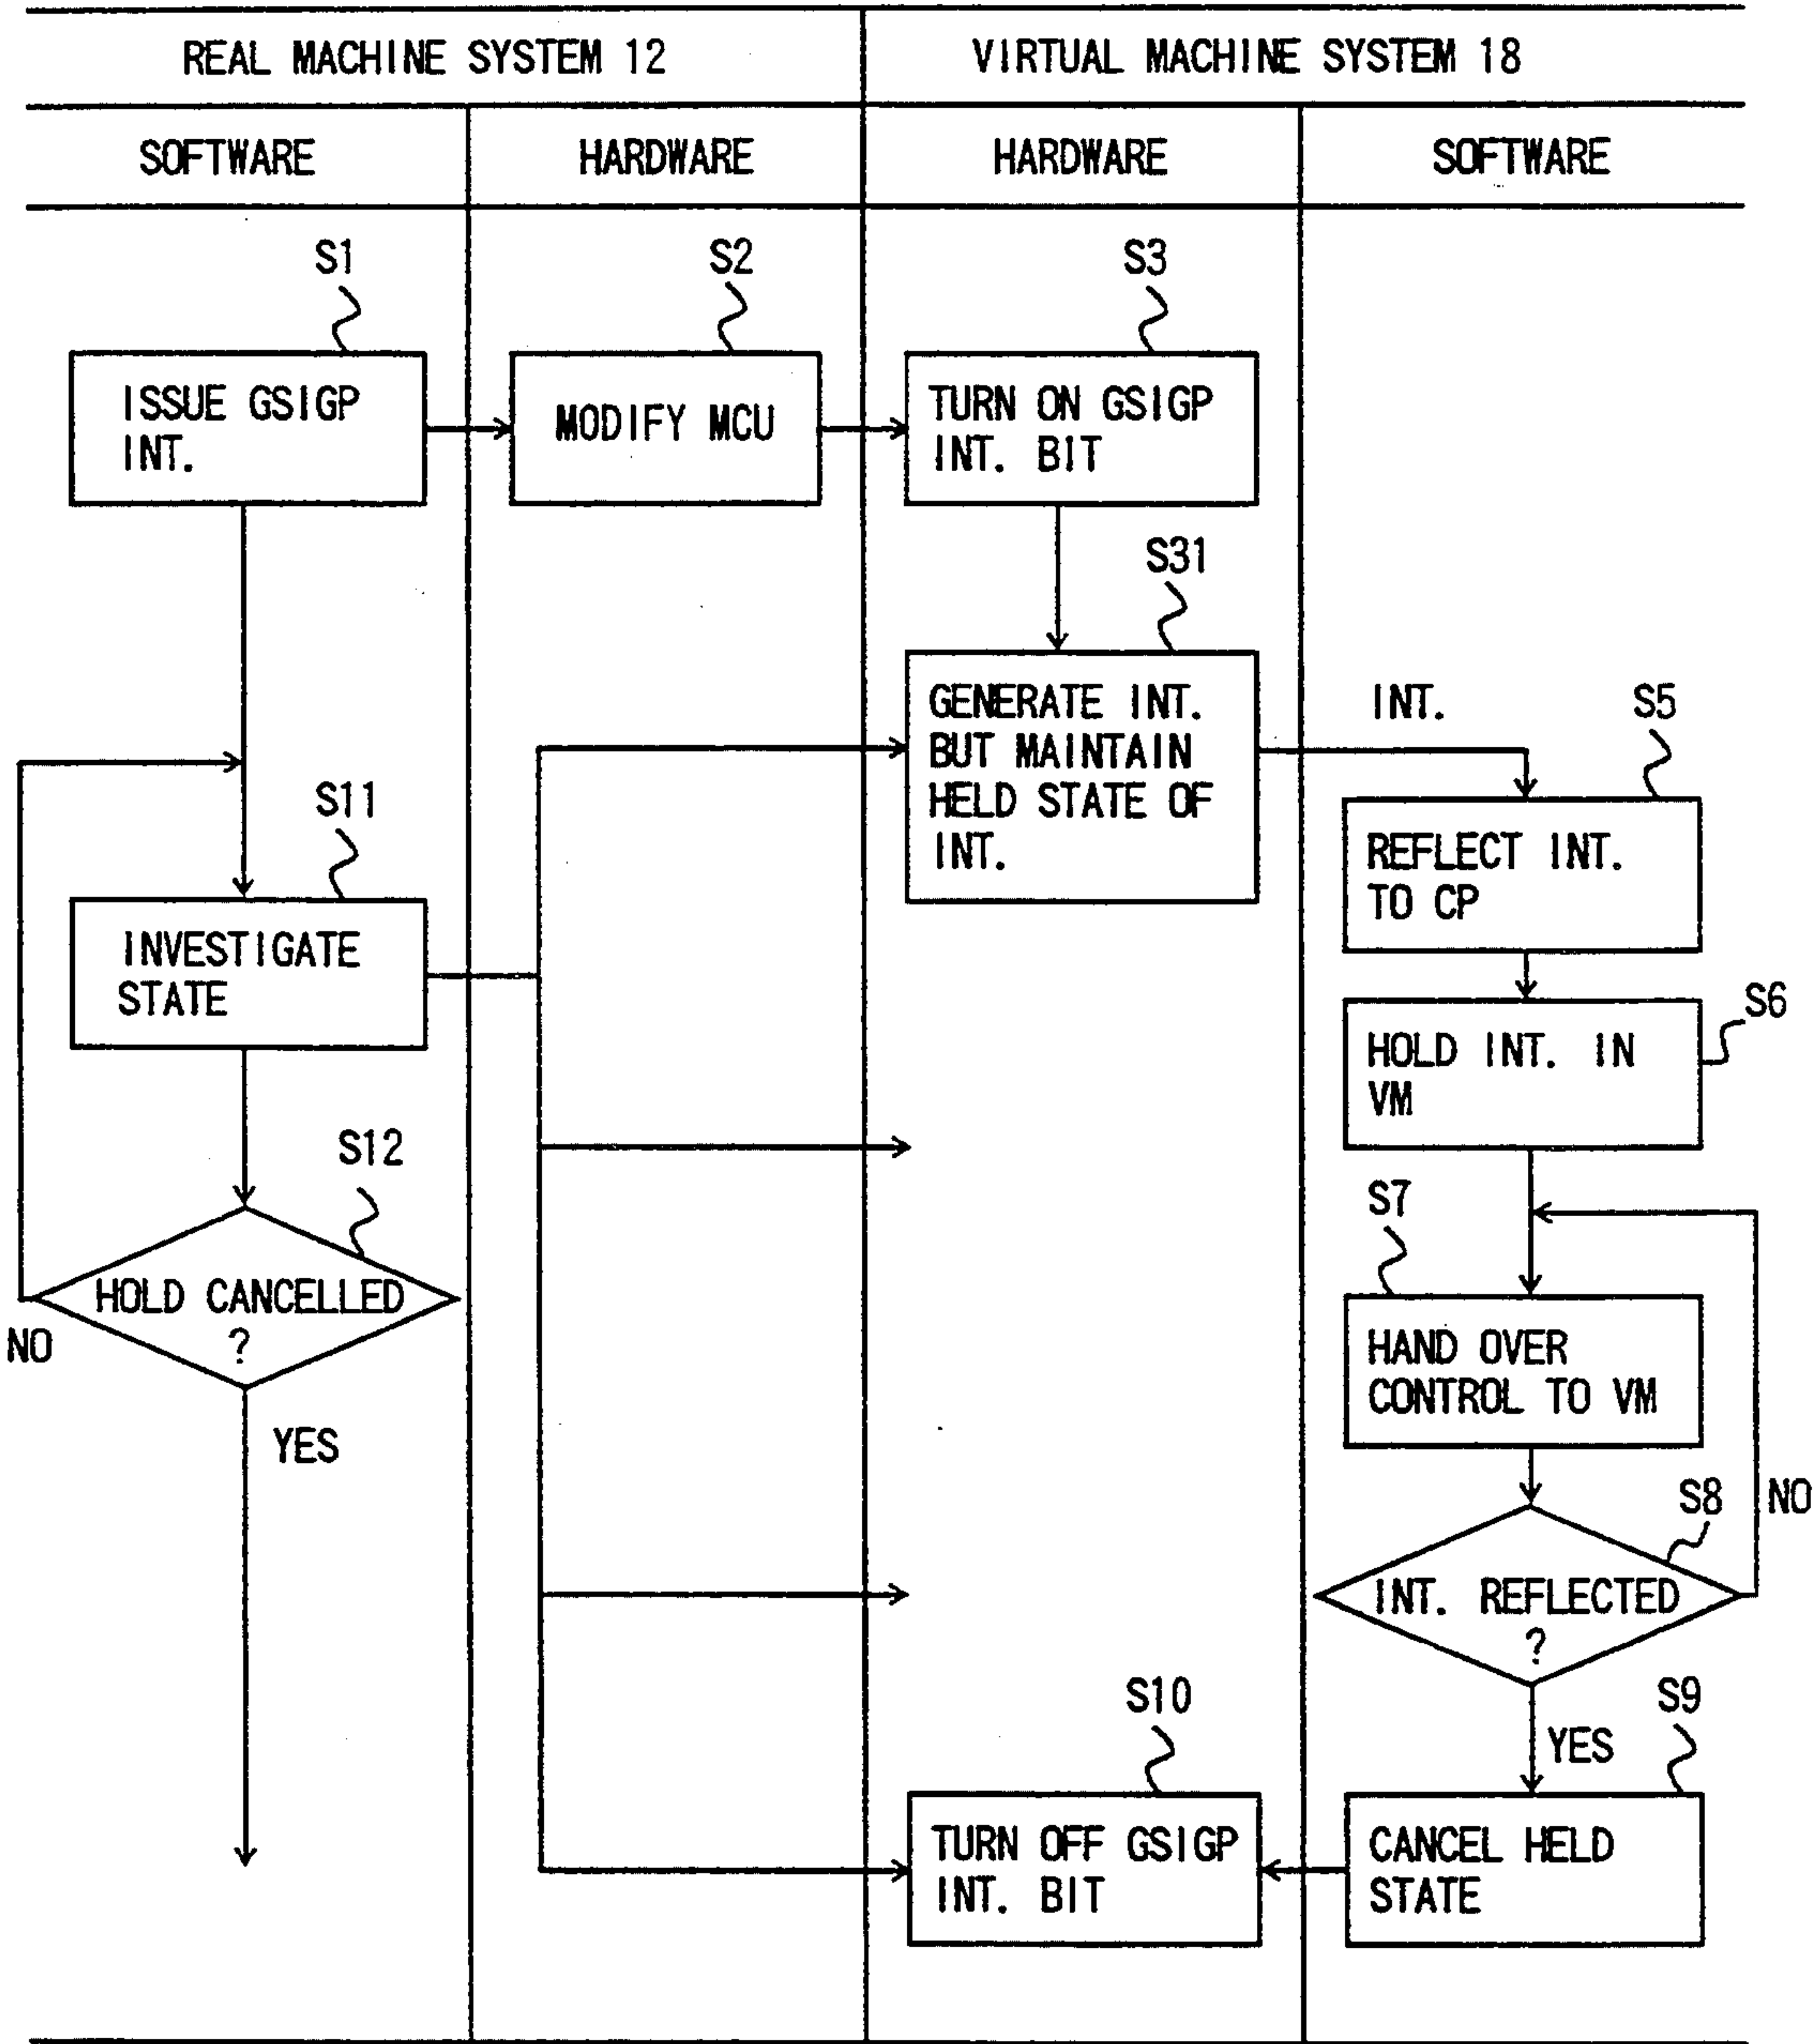 REAL MACHINE SYSTEM 12
VIRTUAL MACHINE SYSTEM 18
SOFTWARE
HARDWARE
HARDWARE
SOFTWARE
S1
S2
S3
ISSUE GSIGP
INT.
MODIFY MCU
TURN ON GSIGP
INT. BIT
S31
GENERATE INT.
BUT MAINTAIN
HELD STATE OF
INT.
INT.
S5
REFLECT INT.
TO CP
S11
INVESTIGATE
STATE
S6
HOLD INT. IN
VM
S12
HOLD CANCELLED
?
NO
YES
S7
HAND OVER
CONTROL TO VM
S8
NO
INT. REFLECTED
?
YES
S10
S9
TURN OFF GSIGP
INT. BIT
CANCEL HELD
STATE